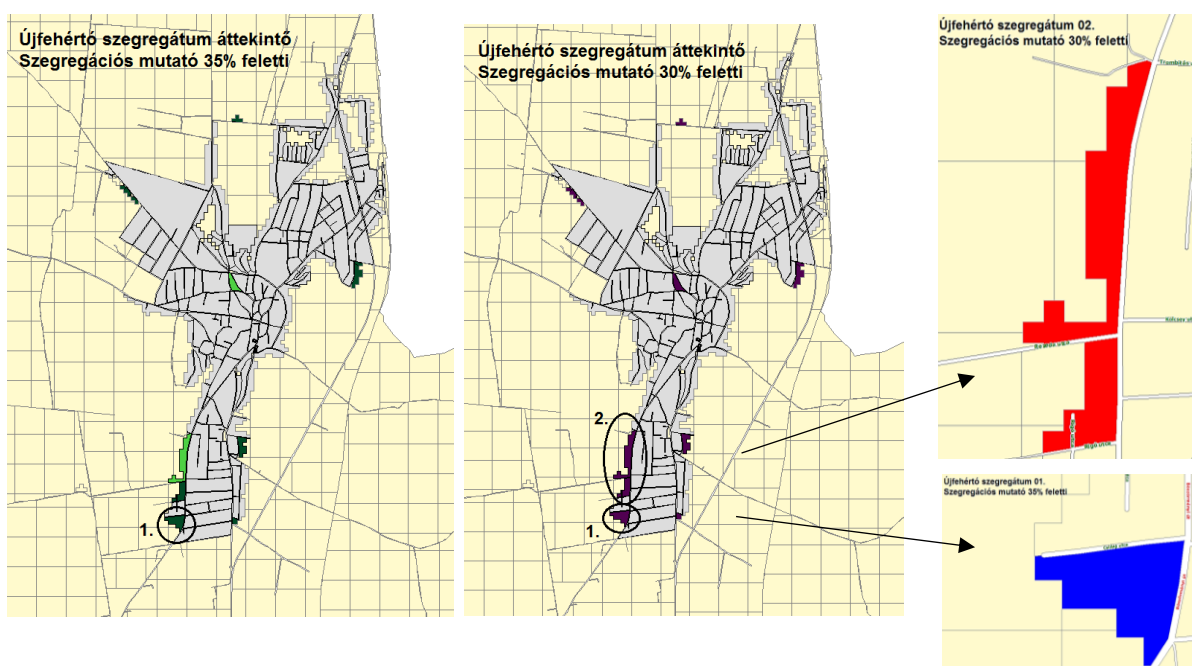 Újfehértó szegregátum áttekintő
Szegregációs mutató 35% feletti
1.
Újfehértó szegregátum áttekintő
Szegregációs mutató 30% feletti
2.
1.
Újfehértó szegregátum 02.
Szegregációs mutató 30% feletti
Újfehértó szegregátum 01.
Szegregációs mutató 35% feletti